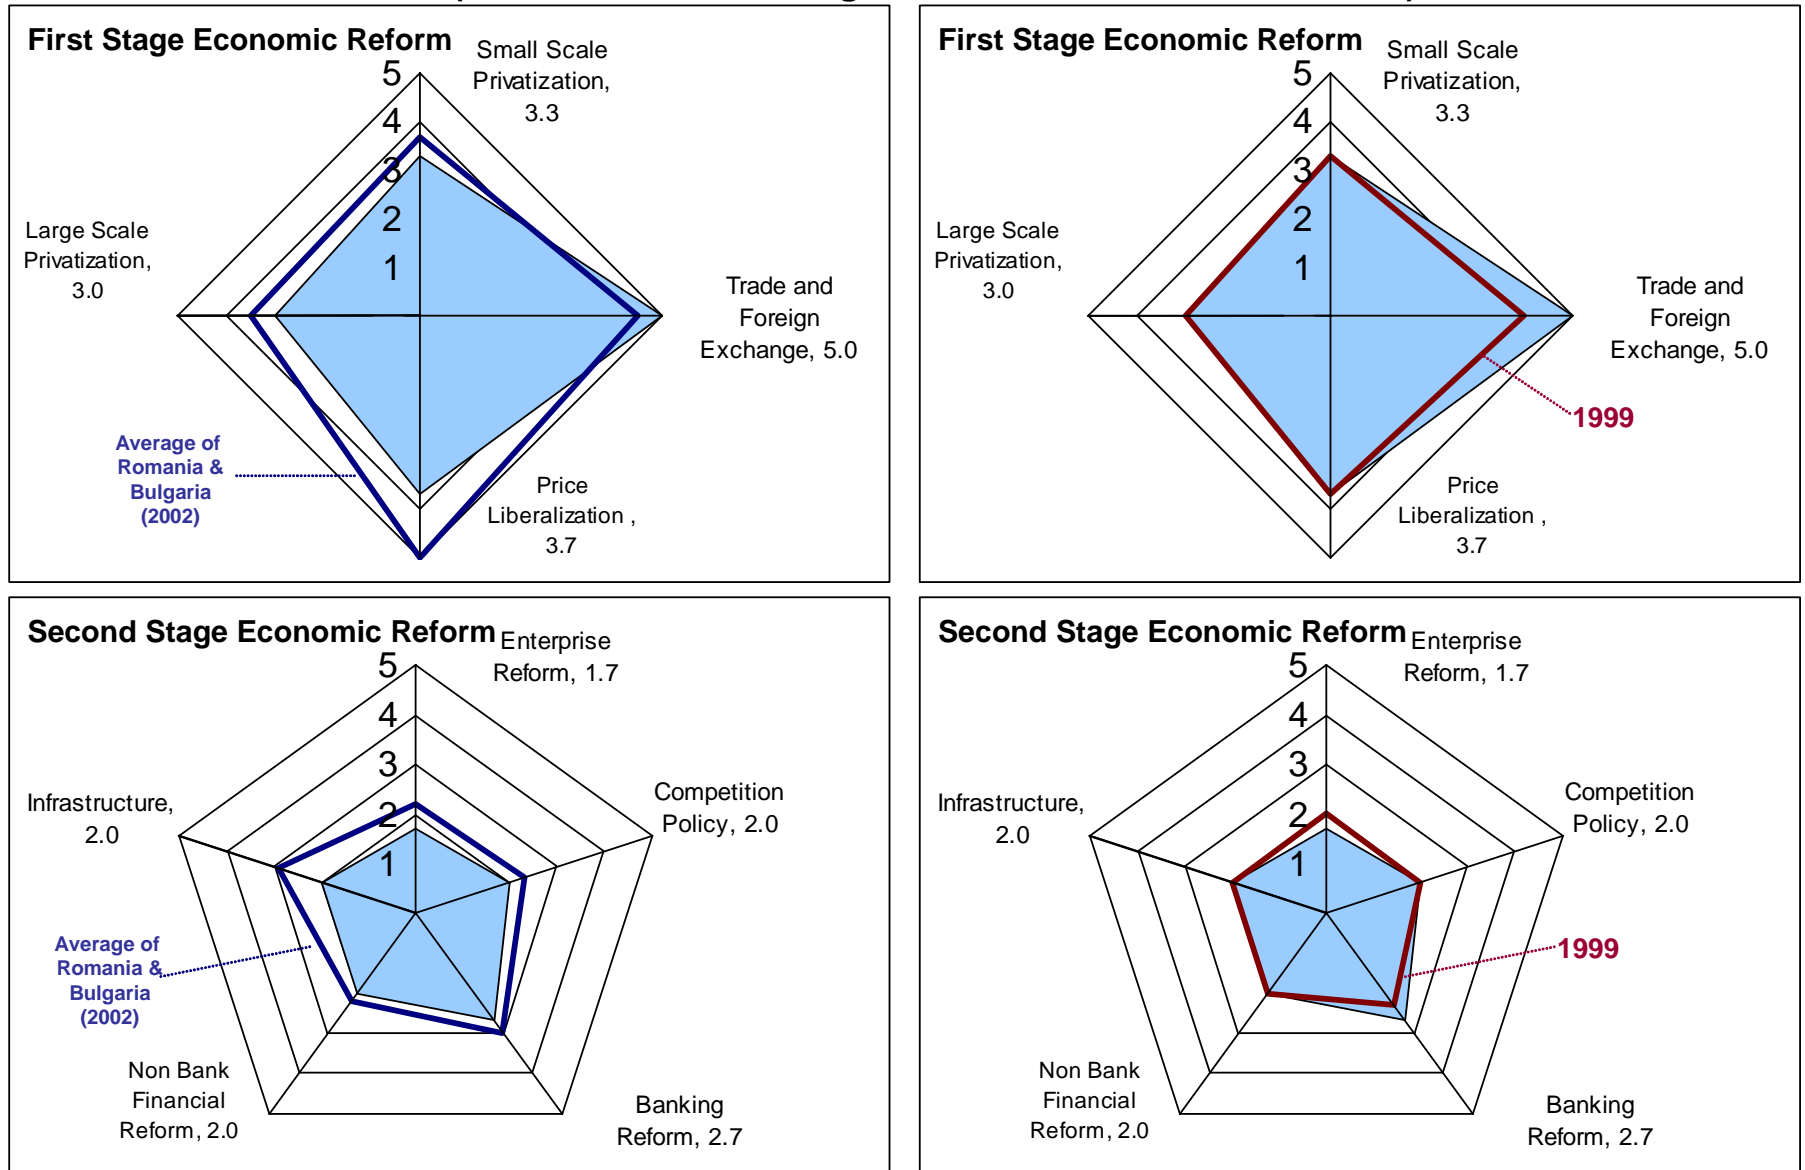 First Stage Economic Reform
Small Scale
Privatization,
3.3
5
4
3
2
1
Large Scale
Privatization,
3.0
Trade and
Foreign
Exchange, 5.0
Average of
Romania &
Bulgaria
(2002)
Price
Liberalization ,
3.7
First Stage Economic Reform
Small Scale
Privatization,
3.3
5
4
3
2
1
Large Scale
Privatization,
3.0
Trade and
Foreign
Exchange, 5.0
1999
Price
Liberalization ,
3.7
Second Stage Economic Reform
Enterprise
Reform, 1.7
5
4
3
2
1
Infrastructure,
2.0
Competition
Policy, 2.0
Average of
Romania &
Bulgaria
(2002)
Non Bank
Financial
Reform, 2.0
Banking
Reform, 2.7
Second Stage Economic Reform
Enterprise
Reform, 1.7
5
4
3
2
1
Infrastructure,
2.0
Competition
Policy, 2.0
1999
Non Bank
Financial
Reform, 2.0
Banking
Reform, 2.7